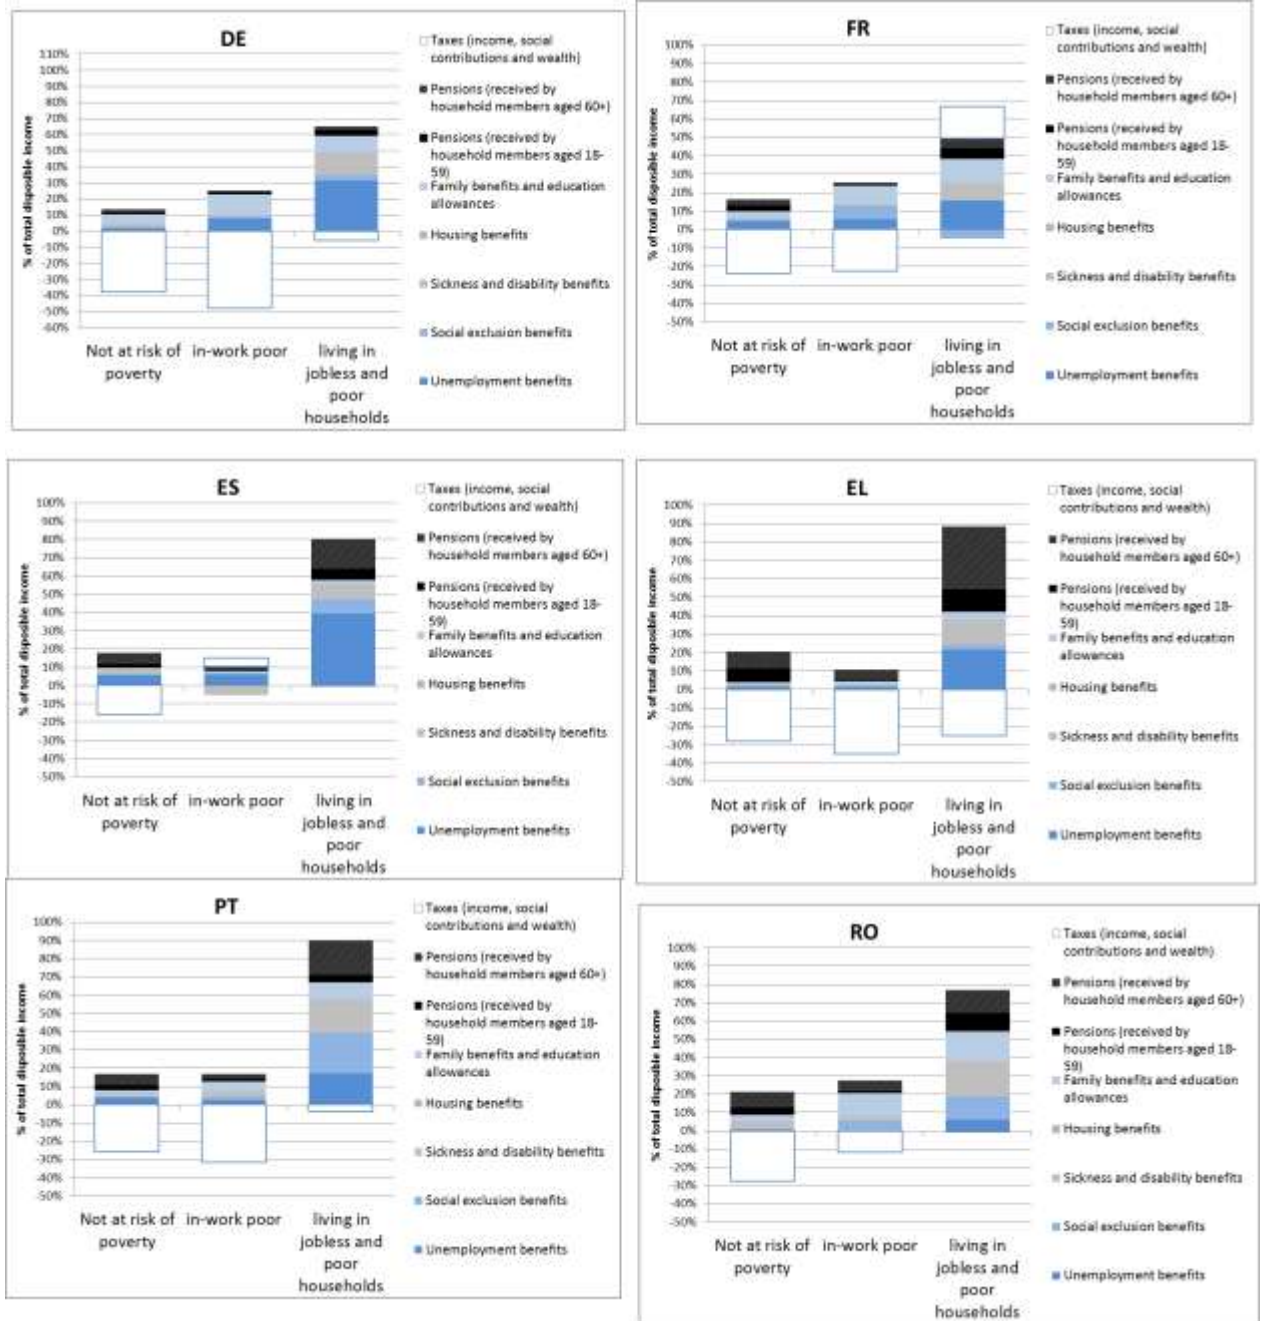 DE
% of total disposible income
110%
100%
90%
80%
70%
60%
50%
40%
30%
20%
10%
0%
-10%
-20%
-30%
-40%
-50%
-60%
Not at risk of
poverty
in-work poor
living in
jobless and
poor
households
Taxes (income, social
contributions and wealth)
Pensions (received by
household members aged 60+)
Pensions (received by
household members aged 18-
59)
Family benefits and education
allowances
Housing benefits
Sickness and disability benefits
Social exclusion benefits
Unemployment benefits
FR
% of total disposible income
100%
90%
80%
70%
60%
50%
40%
30%
20%
10%
0%
-10%
-20%
-30%
-40%
-50%
Not at risk of
poverty
in-work poor
living in
jobless and
poor
households
Taxes (income, social
contributions and wealth)
Pensions (received by
household members aged 60+)
Pensions (received by
household members aged 18-
59)
Family benefits and education
allowances
Housing benefits
Sickness and disability benefits
Social exclusion benefits
Unemployment benefits
ES
% of total disposible income
100%
90%
80%
70%
60%
50%
40%
30%
20%
10%
0%
-10%
-20%
-30%
-40%
-50%
Not at risk of
poverty
in-work poor
living in
jobless and
poor
households
Taxes (income, social
contributions and wealth)
Pensions (received by
household members aged 60+)
Pensions (received by
household members aged 18-
59)
Family benefits and education
allowances
Housing benefits
Sickness and disability benefits
Social exclusion benefits
Unemployment benefits
EL
% of total disposible income
100%
90%
80%
70%
60%
50%
40%
30%
20%
10%
0%
-10%
-20%
-30%
-40%
-50%
Not at risk of
poverty
in-work poor
living in
jobless and
poor
households
Taxes (income, social
contributions and wealth)
Pensions (received by
household members aged 60+)
Pensions (received by
household members aged 18-
59)
Family benefits and education
allowances
Housing benefits
Sickness and disability benefits
Social exclusion benefits
Unemployment benefits
PT
% of total disposible income
100%
90%
80%
70%
60%
50%
40%
30%
20%
10%
0%
-10%
-20%
-30%
-40%
-50%
Not at risk of
poverty
in-work poor
living in
jobless and
poor
households
Taxes (income, social
contributions and wealth)
Pensions (received by
household members aged 60+)
Pensions (received by
household members aged 18-
59)
Family benefits and education
allowances
Housing benefits
Sickness and disability benefits
Social exclusion benefits
Unemployment benefits
RO
% of total disposible income
100%
90%
80%
70%
60%
50%
40%
30%
20%
10%
0%
-10%
-20%
-30%
-40%
-50%
Not at risk of
poverty
in-work poor
living in
jobless and
poor
households
Taxes (income, social
contributions and wealth)
Pensions (received by
household members aged 60+)
Pensions (received by
household members aged 18-
59)
Family benefits and education
allowances
Housing benefits
Sickness and disability benefits
Social exclusion benefits
Unemployment benefits